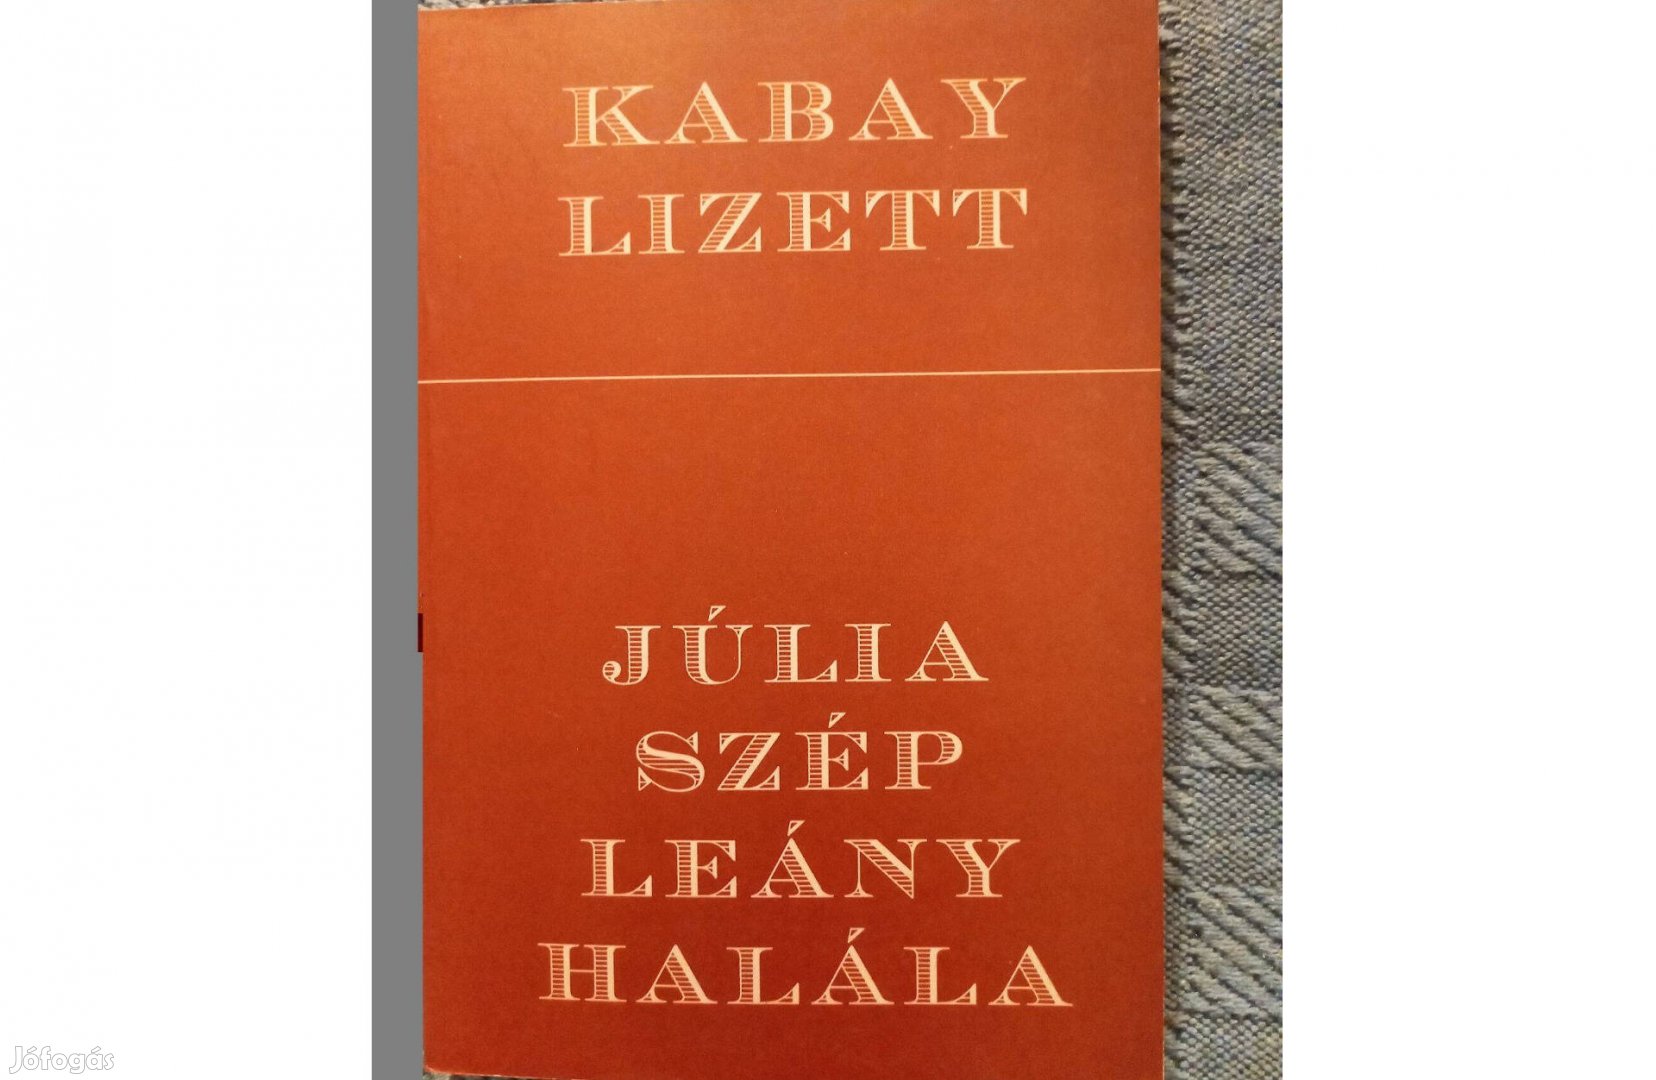 KABAY
LIZETT
JÚLIA
SZÉP
LEÁNY
HALÁLA
Jófogás